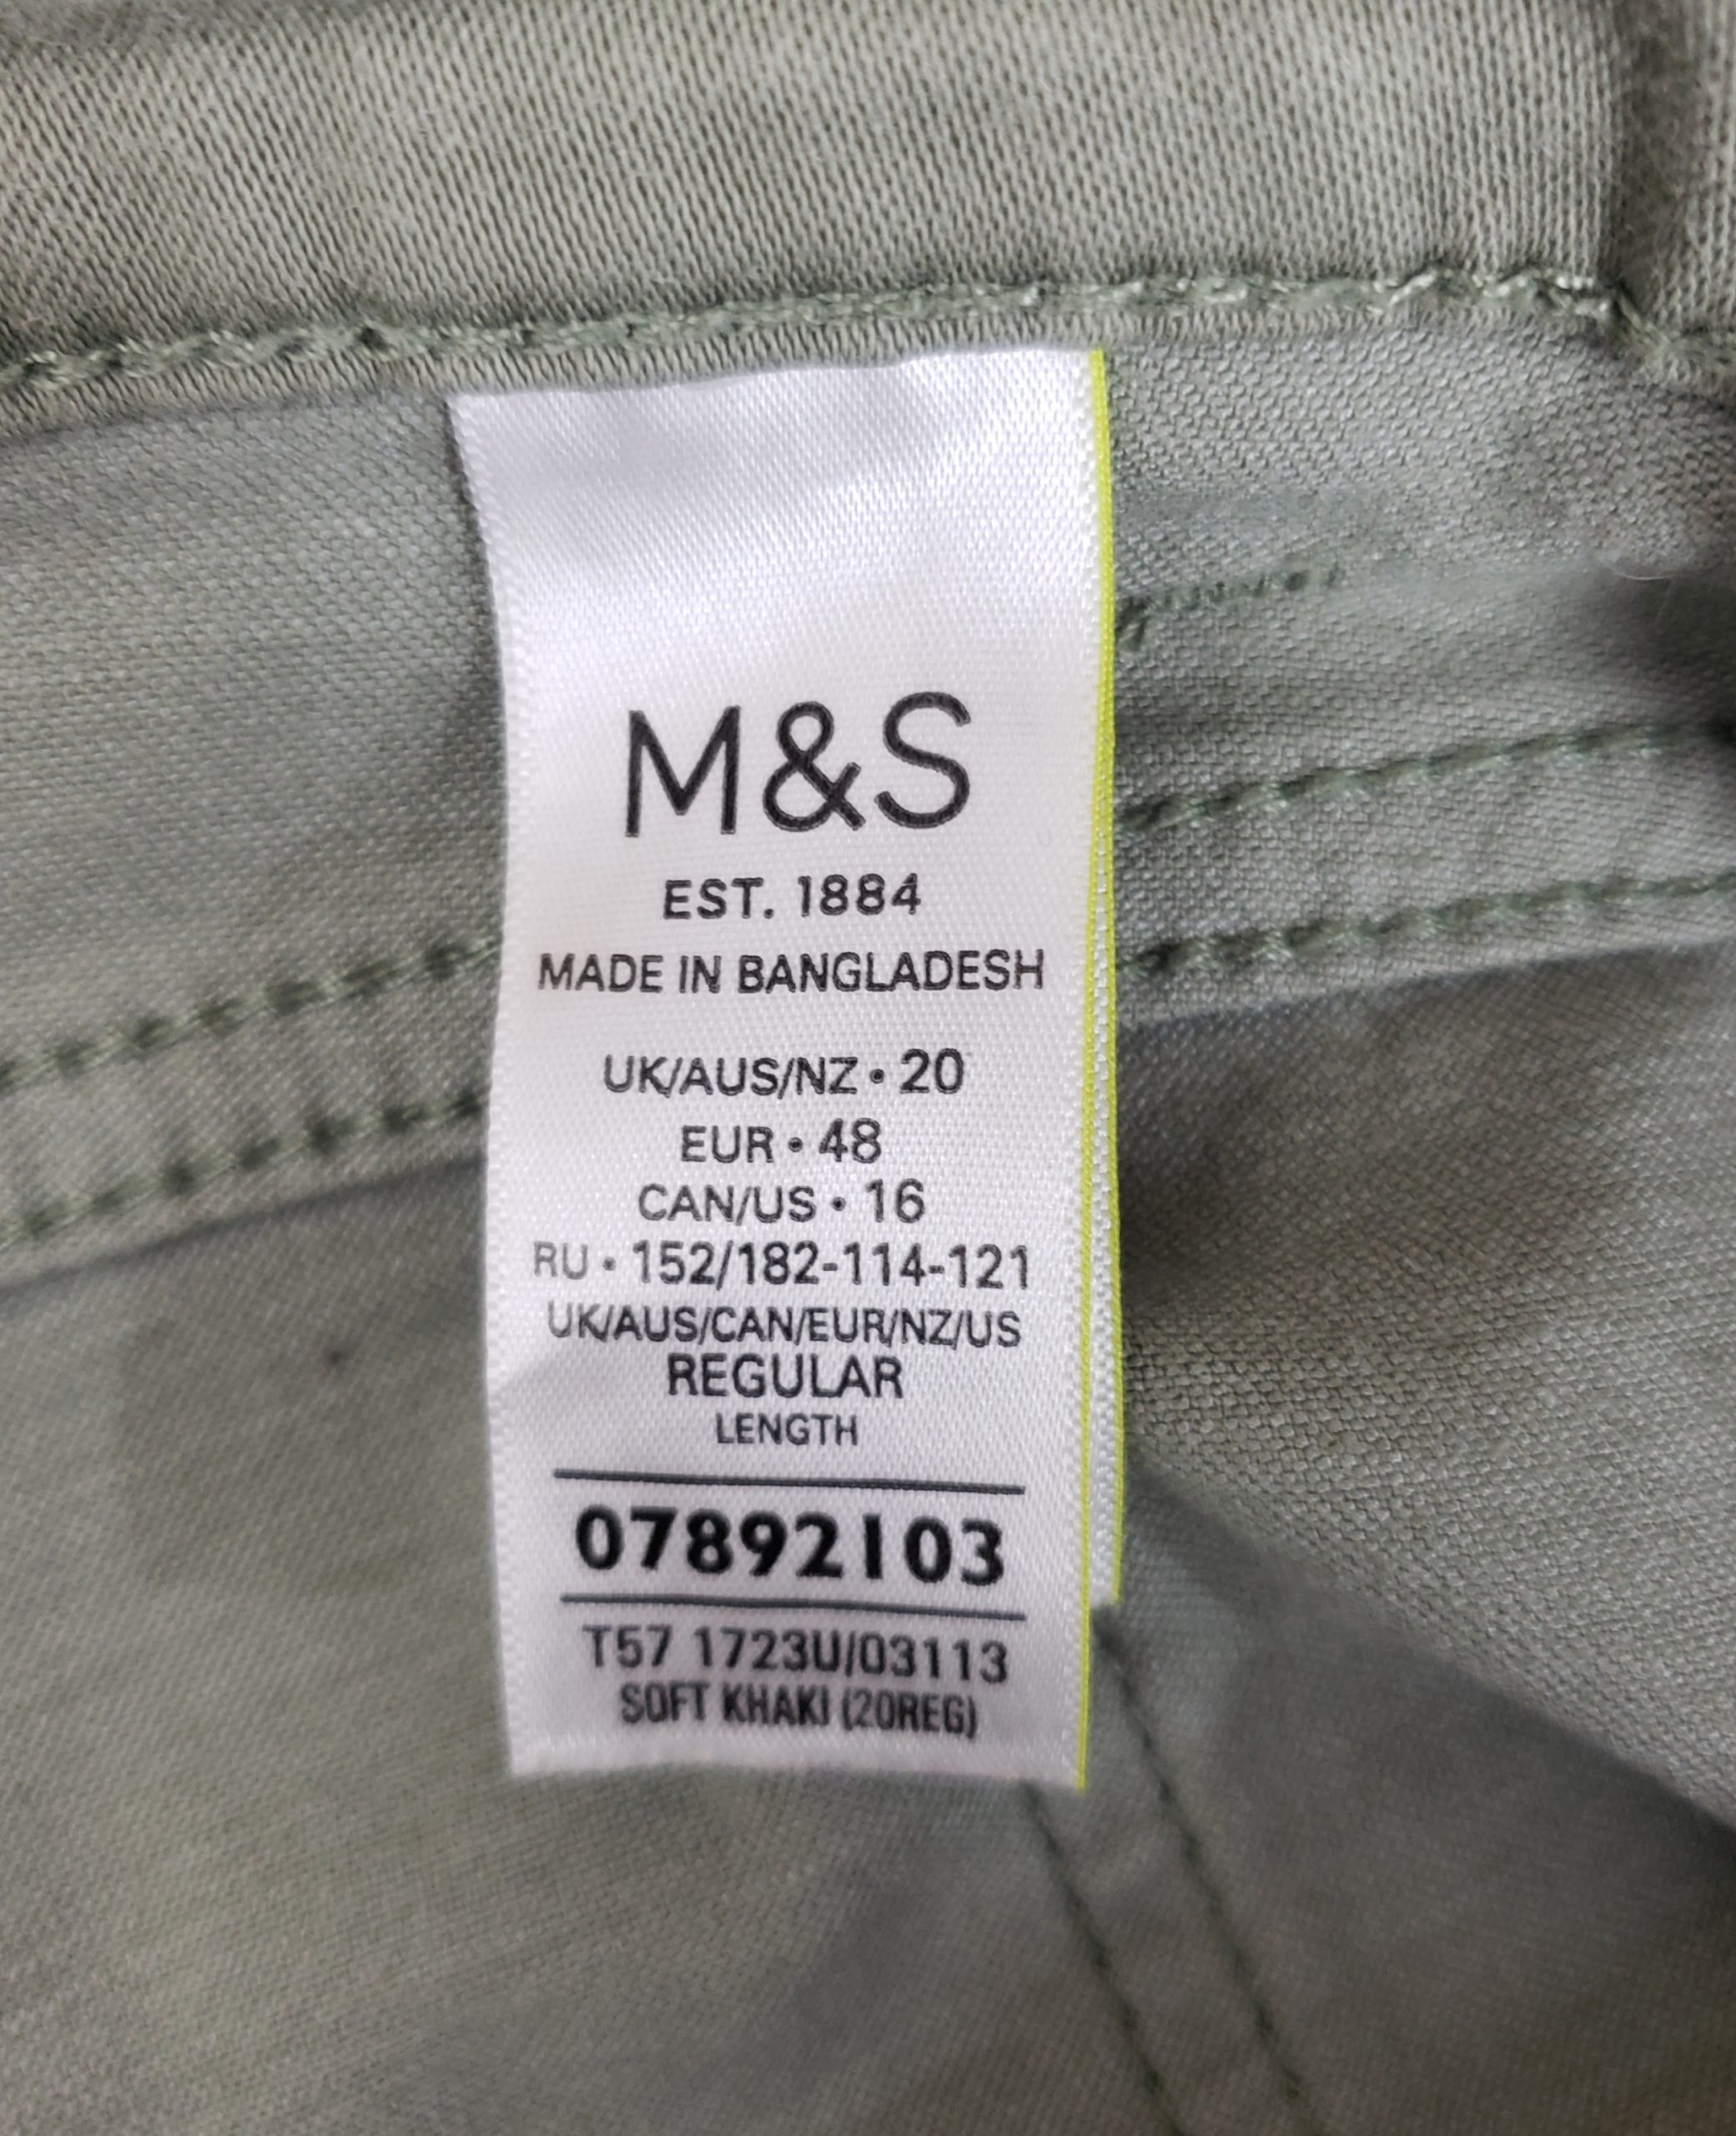 M&S
EST. 1884
MADE IN BANGLADESH
UK/AUS/NZ • 20
EUR • 48
CAN/US • 16
RU • 152/182-114-121
UK/AUS/CAN/EUR/NZ/US
REGULAR
LENGTH
07892103
T57 1723U/03113
SOFT KHAKI (20REG)